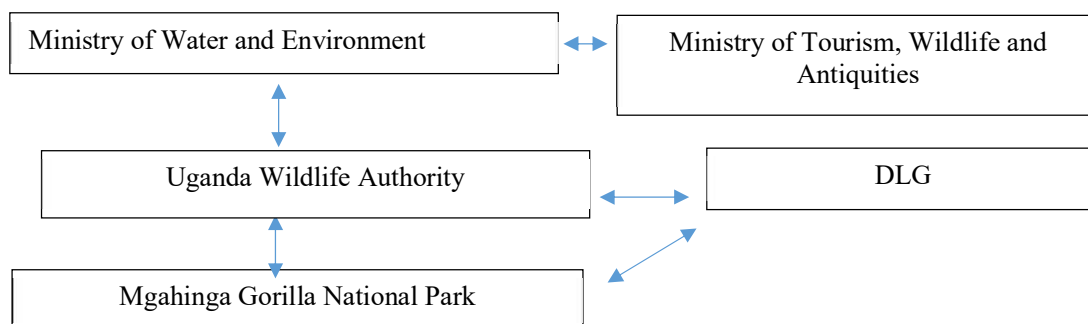 Ministry of Water and Environment
Ministry of Tourism, Wildlife and
Antiquities
Uganda Wildlife Authority
DLG
Mgahinga Gorilla National Park